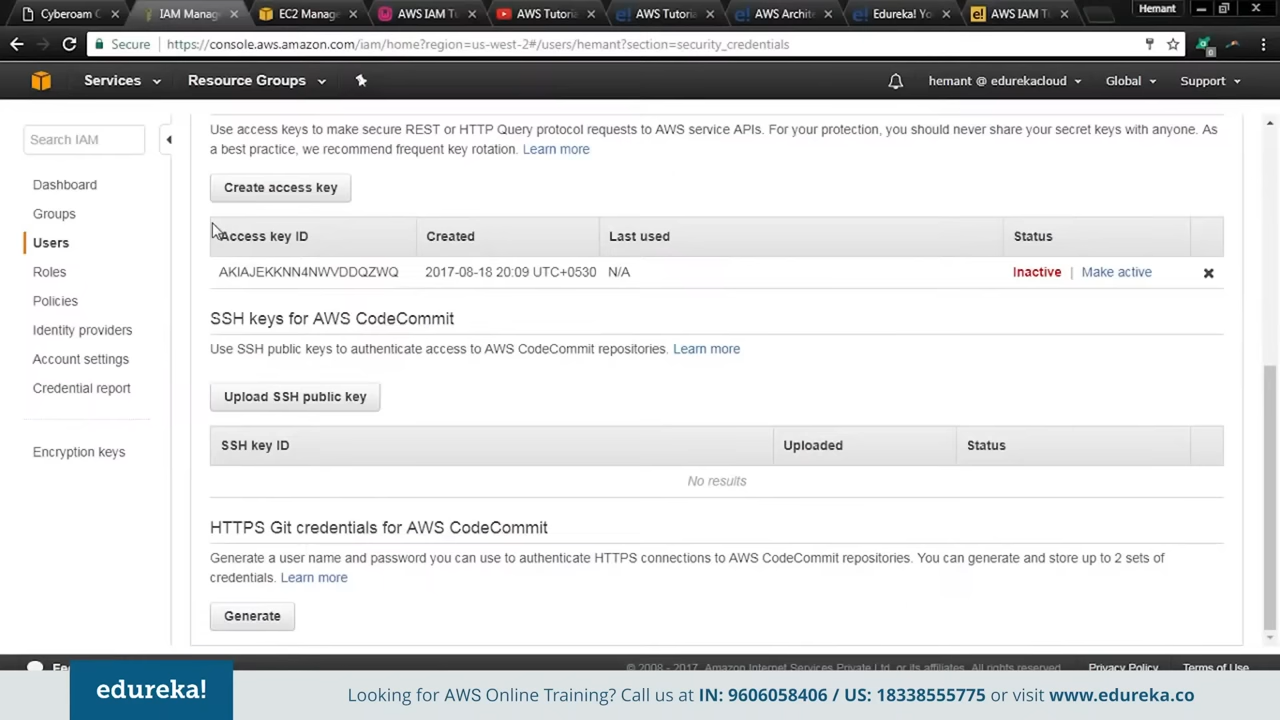 Hemant
Cyberoam C
IAM Manag
EC2 Manag
AWS IAM Tu
AWS Tutoria
AWS Tutoria
AWS Archite
Edureka! Yo
AWS IAM Tu
Secure
https://console.aws.amazon.com/iam/home?region=us-west-2#/users/hemant?section=security_credentials
Services
Resource Groups
hemant @ edurekacloud
Global
Support
Search IAM
Dashboard
Groups
Users
Roles
Policies
Identity providers
Account settings
Credential report
Encryption keys
Use access keys to make secure REST or HTTP Query protocol requests to AWS service APIs. For your protection, you should never share your secret keys with anyone. As
a best practice, we recommend frequent key rotation. Learn more
Create access key
Access key ID Created Last used Status
AKIAJEKKNN4NWVDDQZWQ 2017-08-18 20:09 UTC+0530 N/A Inactive | Make active
SSH keys for AWS CodeCommit
Use SSH public keys to authenticate access to AWS CodeCommit repositories. Learn more
Upload SSH public key
SSH key ID Uploaded Status
No results
HTTPS Git credentials for AWS CodeCommit
Generate a user name and password you can use to authenticate HTTPS connections to AWS CodeCommit repositories. You can generate and store up to 2 sets of
credentials. Learn more
Generate
© 2008 - 2017, Amazon Internet Services Private Ltd. or its affiliates. All rights reserved. Privacy Policy Terms of Use
edureka!
Looking for AWS Online Training? Call us at IN: 9606058406 / US: 18338555775 or visit www.edureka.co